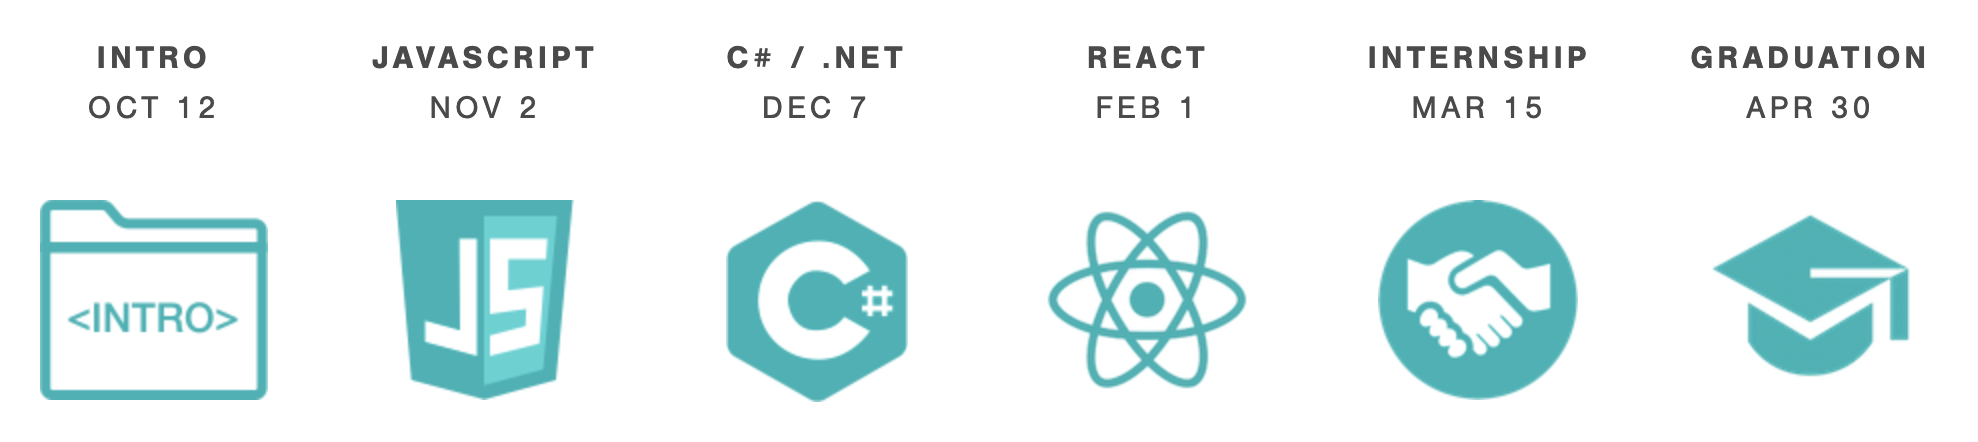 INTRO
OCT 12
JAVASCRIPT
NOV 2
C# / .NET
DEC 7
REACT
FEB 1
INTERNSHIP
MAR 15
GRADUATION
APR 30
<INTRO>
JS
C#